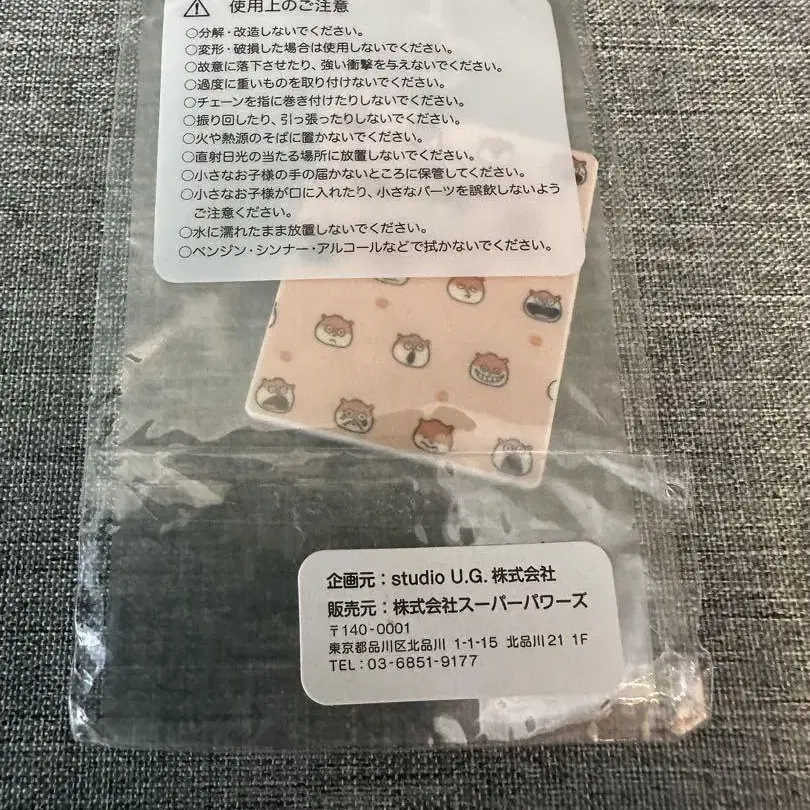 使用上のご注意
○分解・改造しないでください。
○変形・破損した場合は使用しないでください。
○故意に落下させたり、強い衝撃を与えないでください。
○過度に重いものを取り付けないでください。
○チェーンを指に巻き付けたりしないでください。
○振り回したり、引っ張ったりしないでください。
○火や熱源のそばに置かないでください。
○直射日光の当たる場所に放置しないでください。
○小さなお子様の手の届かないところに保管してください。
○小さなお子様が口に入れたり、小さなパーツを誤飲しないよう
ご注意ください。
○水に濡れたまま放置しないでください。
○ベンジン・シンナー・アルコールなどで拭かないでください。
企画元：studio U.G. 株式会社
販売元：株式会社スーパーパワーズ
〒140-0001
東京都品川区北品川 1-1-15 北品川21 1F
TEL：03-6851-9177